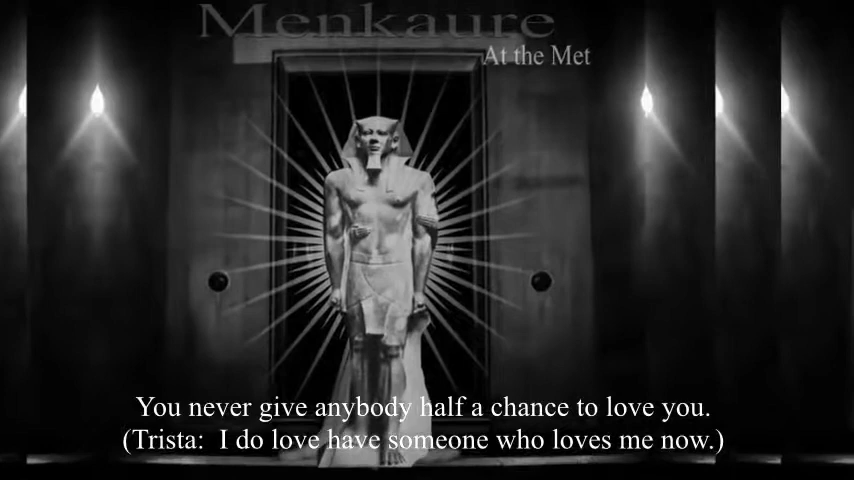 Menkaure
At the Met
You never give anybody half a chance to love you.
(Trista:  I do love have someone who loves me now.)